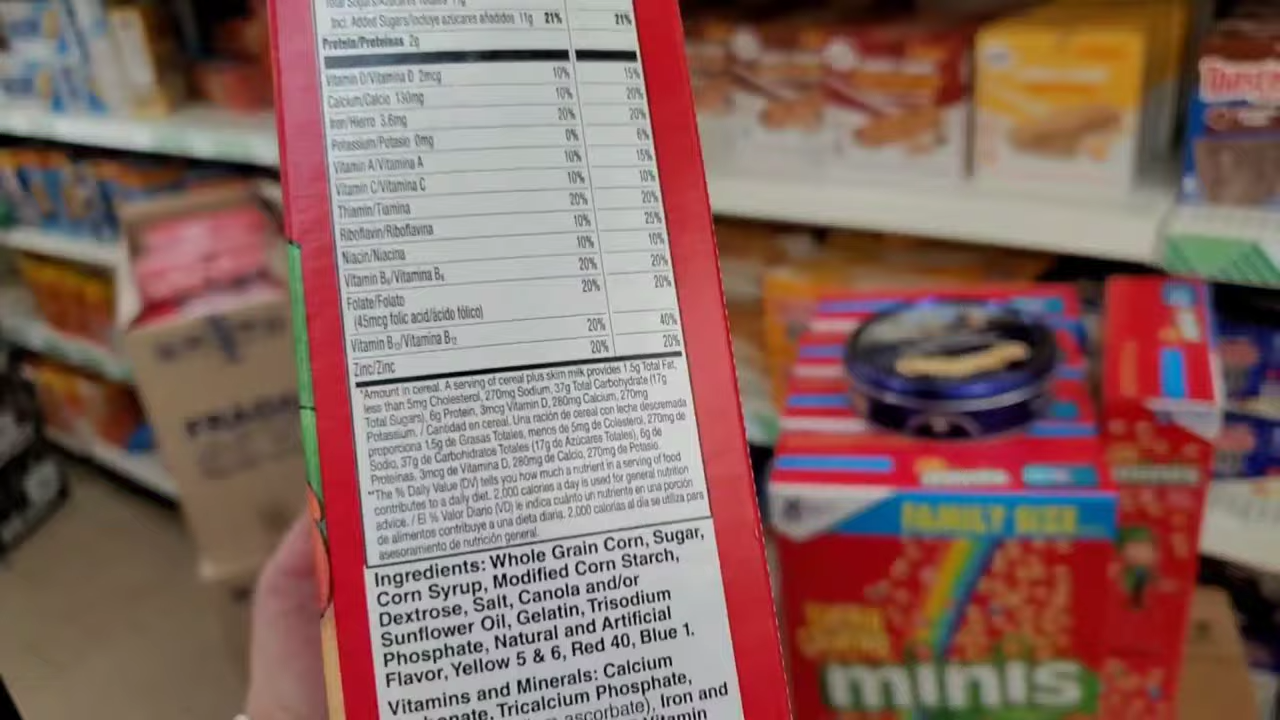 Total Sugars/Azúcares Totales 17g
Incl. Added Sugars/Incluye azúcares añadidos 11g 21% 21%
Protein/Proteínas 2g
Vitamin D/Vitamina D 2mcg 10% 15%
Calcium/Calcio 130mg 10% 20%
Iron/Hierro 3.6mg 20% 20%
Potassium/Potasio 0mg 0% 6%
Vitamin A/Vitamina A 10% 15%
Vitamin C/Vitamina C 10% 10%
Thiamin/Tiamina 20% 20%
Riboflavin/Riboflavina 10% 25%
Niacin/Niacina 10% 10%
Vitamin B₆/Vitamina B₆ 20% 20%
Folate/Folato 20% 20%
(45mcg folic acid/ácido fólico)
Vitamin B₁₂/Vitamina B₁₂ 20% 40%
Zinc/Zinc 20% 20%
*Amount in cereal. A serving of cereal plus skim milk provides 1.5g Total Fat,
less than 5mg Cholesterol, 270mg Sodium, 37g Total Carbohydrate (17g
Total Sugars), 6g Protein, 3mcg Vitamin D, 280mg Calcium, 270mg
Potassium. / Cantidad en cereal. Una ración de cereal con leche descremada
proporciona 1.5g de Grasas Totales, menos de 5mg de Colesterol, 270mg de
Sodio, 37g de Carbohidratos Totales (17g de Azúcares Totales), 6g de
Proteínas, 3mcg de Vitamina D, 280mg de Calcio, 270mg de Potasio.
**The % Daily Value (DV) tells you how much a nutrient in a serving of food
contributes to a daily diet. 2,000 calories a day is used for general nutrition
advice. / El % Valor Diario (VD) le indica cuánto un nutriente en una porción
de alimentos contribuye a una dieta diaria. 2,000 calorías al día se utiliza para
asesoramiento de nutrición general.
Ingredients: Whole Grain Corn, Sugar,
Corn Syrup, Modified Corn Starch,
Dextrose, Salt, Canola and/or
Sunflower Oil, Gelatin, Trisodium
Phosphate, Natural and Artificial
Flavor, Yellow 5 & 6, Red 40, Blue 1.
Vitamins and Minerals: Calcium
bonate, Tricalcium Phosphate,
ascorbate), Iron and
Vitamin
FAMILY SIZE
minis
minis